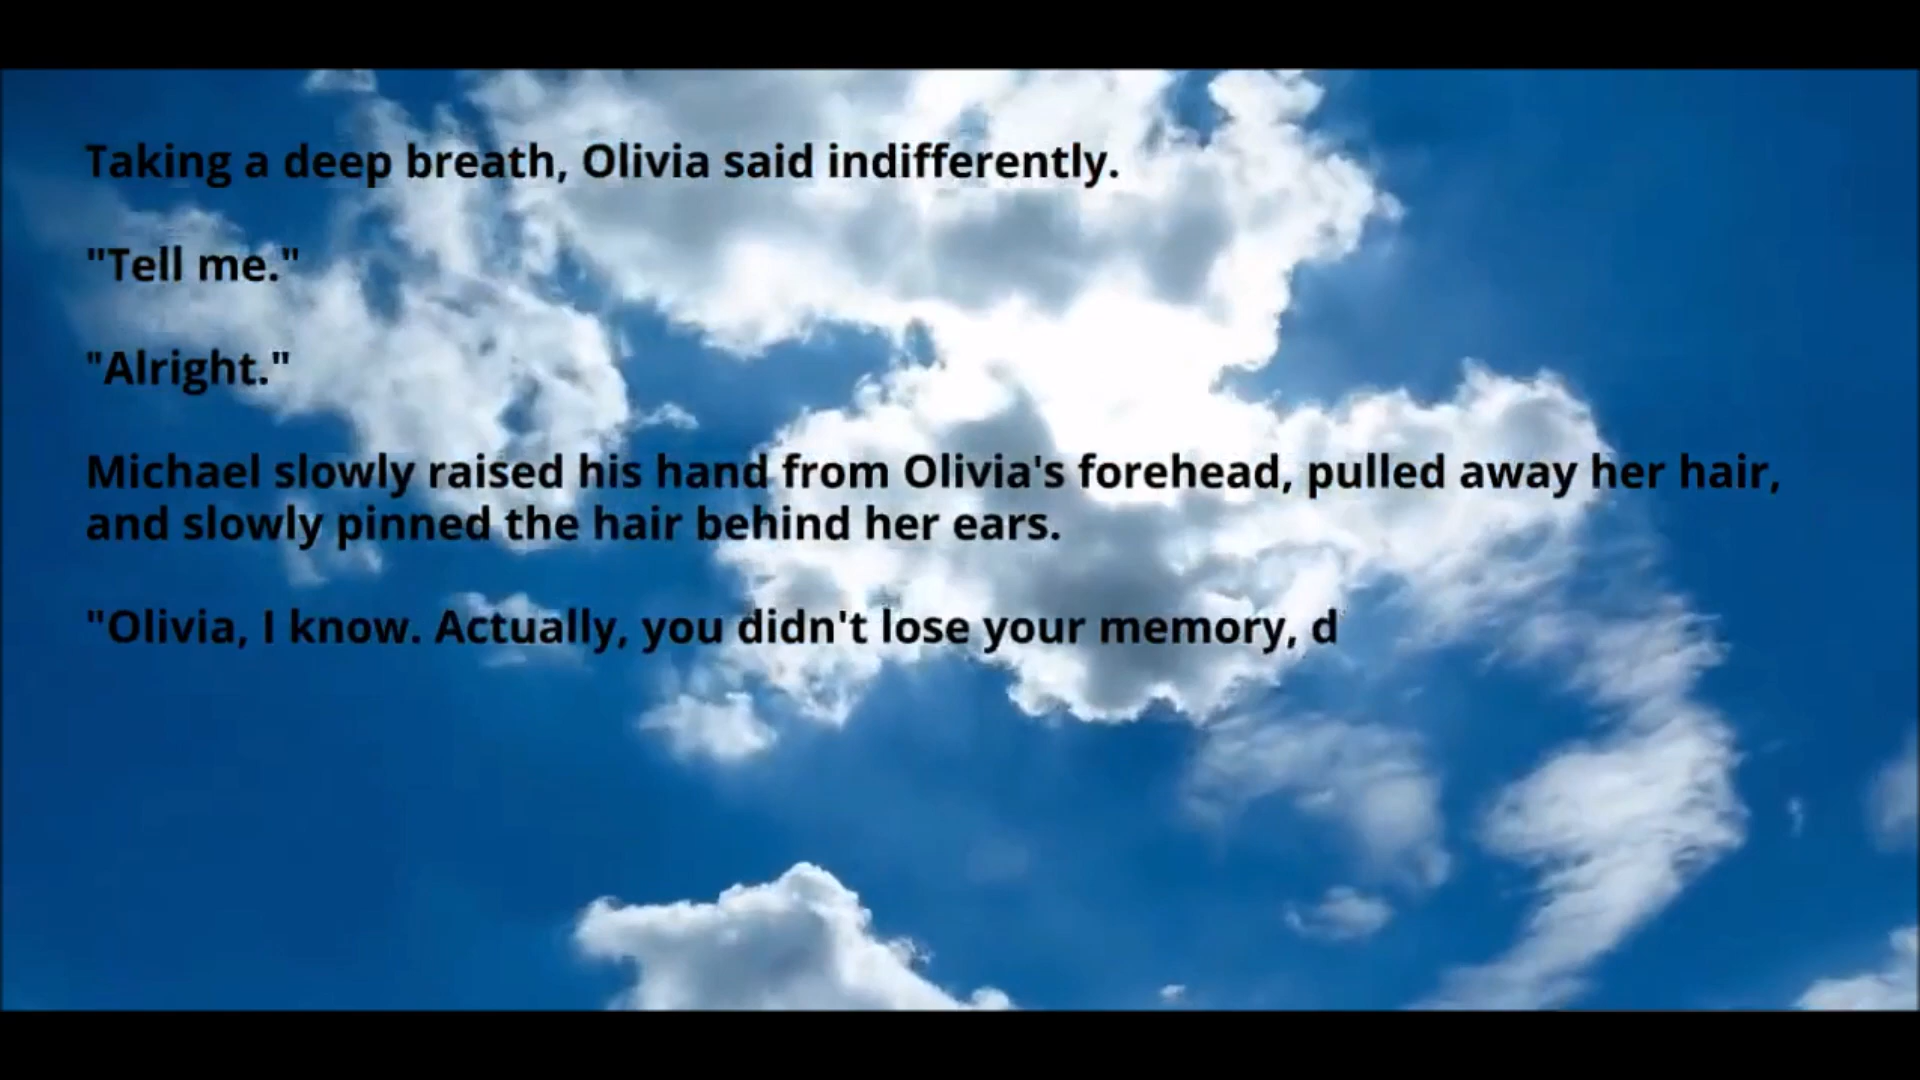 Taking a deep breath, Olivia said indifferently.
"Tell me."
"Alright."
Michael slowly raised his hand from Olivia's forehead, pulled away her hair,
and slowly pinned the hair behind her ears.
"Olivia, I know. Actually, you didn't lose your memory, d